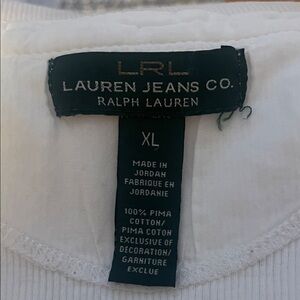 LRL
LAUREN JEANS CO.
RALPH LAUREN
XL
MADE IN
JORDAN
FABRIQUE EN
JORDANIE
100% PIMA
COTTON/
PIMA COTON
EXCLUSIVE OF
DECORATION/
GARNITURE
EXCLUE